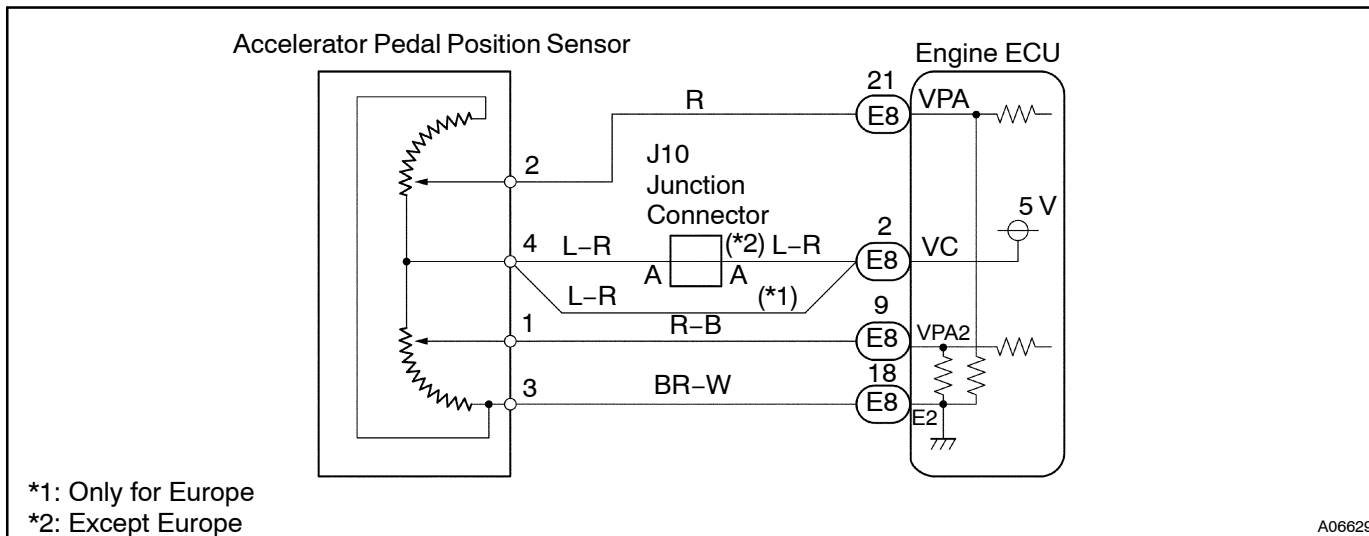 Accelerator Pedal Position Sensor
Engine ECU
21
R
E8
VPA
2
J10
Junction
Connector
5 V
4
L−R
(*2)
L−R
2
E8
VC
A
A
L−R
(*1)
1
R−B
9
E8
VPA2
3
BR−W
18
E8
E2
*1: Only for Europe
*2: Except Europe
A06629